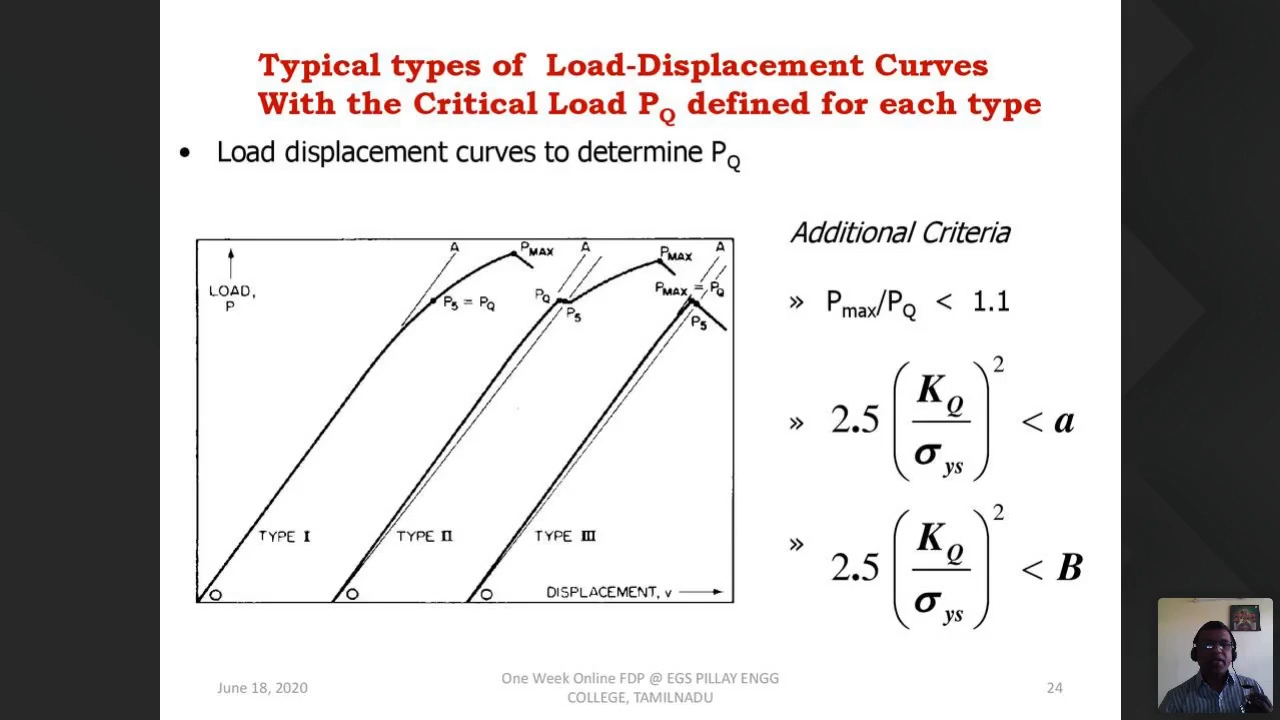 Typical types of Load-Displacement Curves
With the Critical Load PQ defined for each type
• Load displacement curves to determine PQ
Additional Criteria
A
PMAX
A
PMAX
A
LOAD,
P
P5 = PQ
PQ
P5
PMAX = PQ
P5
» Pmax/PQ < 1.1
» 2.5 (KQ/σys)2 < a
TYPE I
TYPE II
TYPE III
» 2.5 (KQ/σys)2 < B
O
O
O
DISPLACEMENT, v
June 18, 2020
One Week Online FDP @ EGS PILLAY ENGG
COLLEGE, TAMILNADU
24